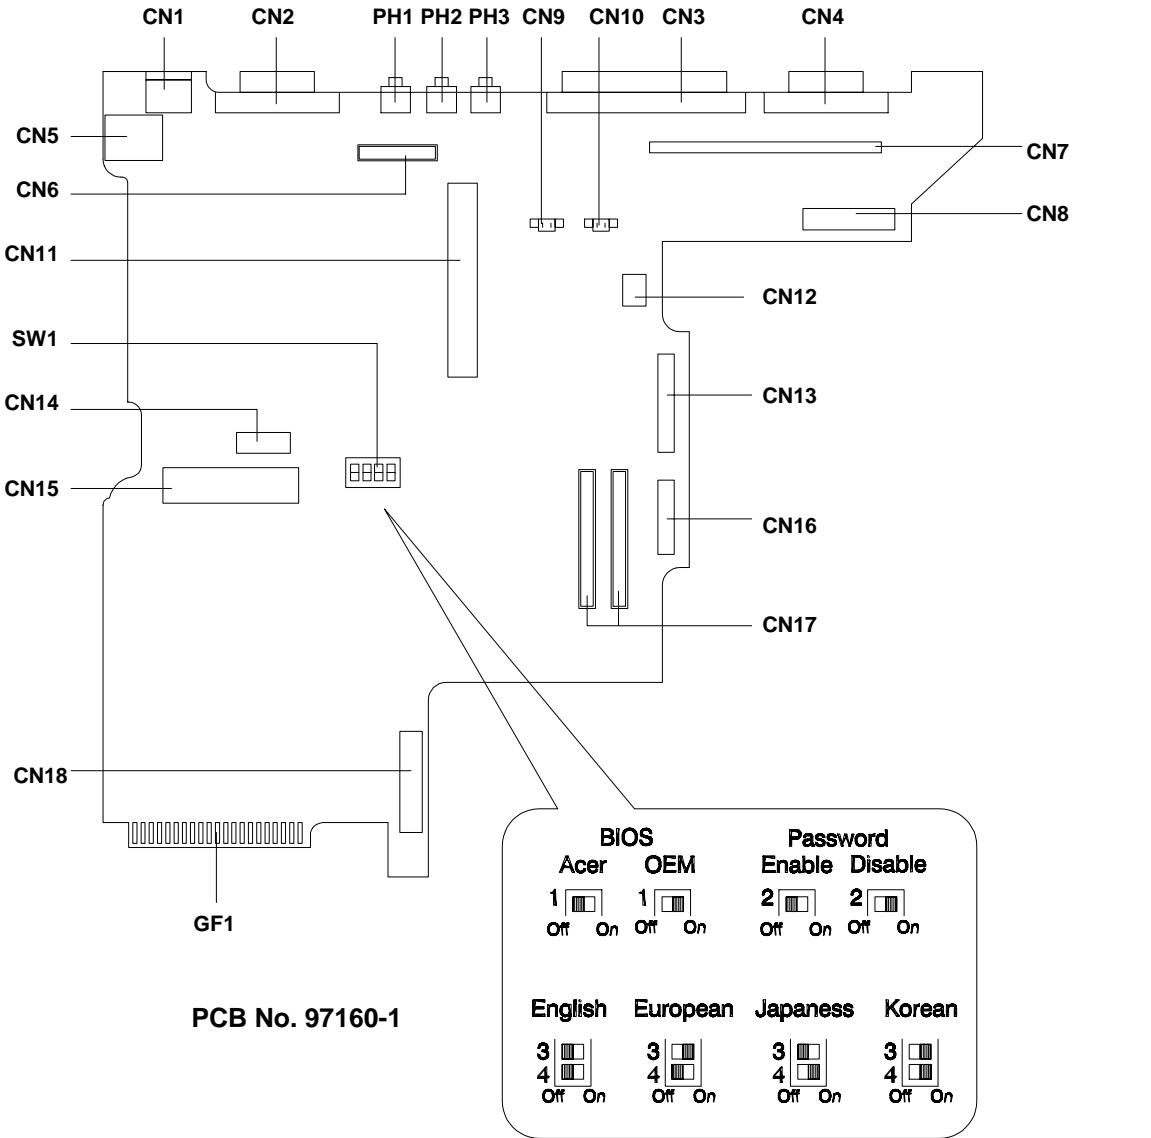 CN1 CN2 PH1 PH2 PH3 CN9 CN10 CN3 CN4
CN5
CN7
CN6
CN8
CN11
CN12
SW1
CN13
CN14
CN15
CN16
CN17
CN18
GF1
PCB No. 97160-1
BIOS Password
Acer OEM Enable Disable
1 1 2 2
Off On Off On Off On Off On
English European Japaness Korean
3 3 3 3
4 4 4 4
Off On Off On Off On Off On